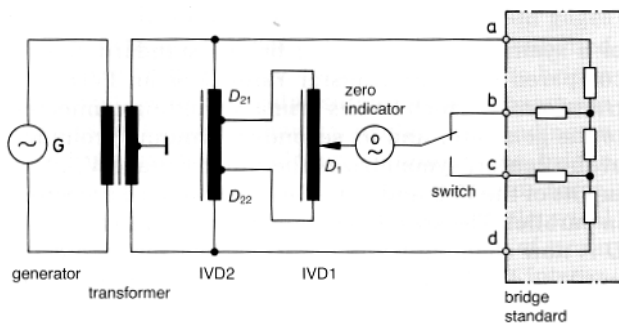 a
D21
zero
indicator
b
G
o
D1
c
switch
D22
d
generator
transformer
IVD2
IVD1
bridge
standard